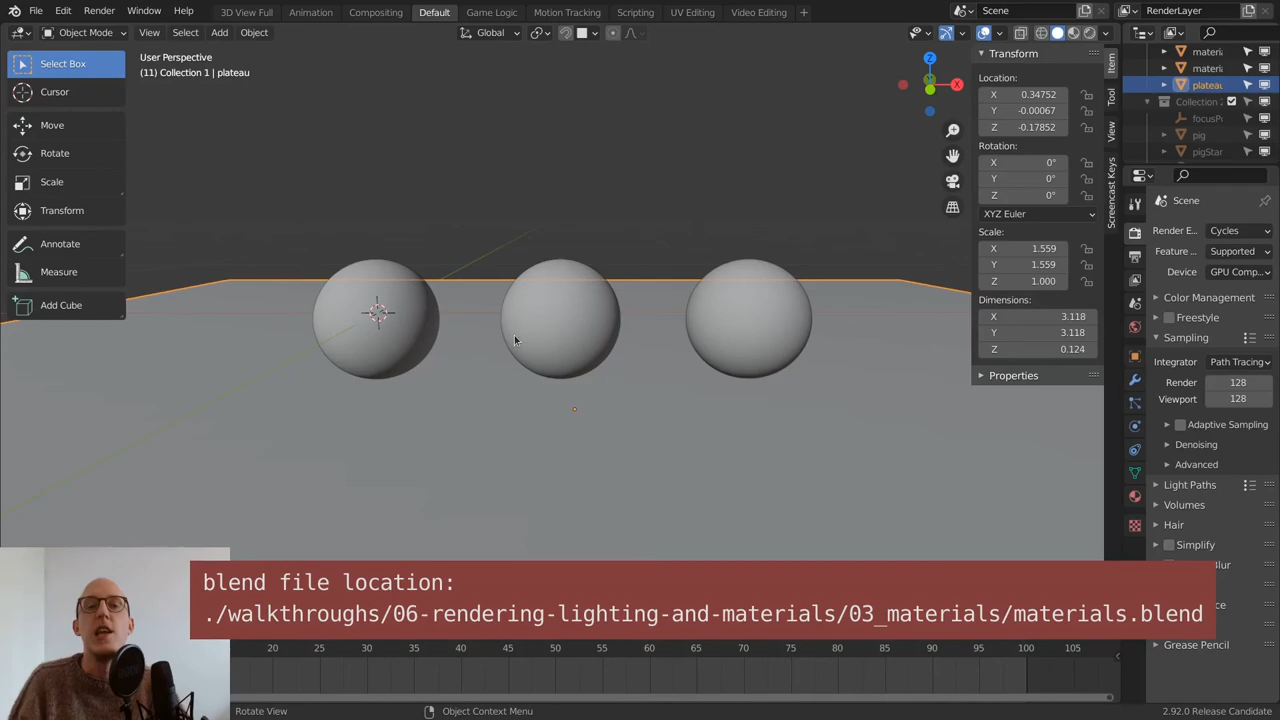 File Edit Render Window Help
3D View Full Animation Compositing Default Game Logic Motion Tracking Scripting UV Editing Video Editing +
Scene
RenderLayer
Object Mode View Select Add Object
Global
Select Box
Cursor
Move
Rotate
Scale
Transform
Annotate
Measure
Add Cube
User Perspective
(11) Collection 1 | plateau
Z
X
Transform
Location:
X 0.34752
Y -0.00067
Z -0.17852
Rotation:
X 0°
Y 0°
Z 0°
XYZ Euler
Scale:
X 1.559
Y 1.559
Z 1.000
Dimensions:
X 3.118
Y 3.118
Z 0.124
Properties
Item
Tool
View
Screencast Keys
materi
materi
plateau
Collection
focusP
pig
pigStar
Scene
Render E... Cycles
Feature ... Supported
Device GPU Comp...
Color Management
Freestyle
Sampling
Integrator Path Tracing
Render 128
Viewport 128
Adaptive Sampling
Denoising
Advanced
Light Paths
Volumes
Hair
Simplify
Grease Pencil
blend file location:
./walkthroughs/06-rendering-lighting-and-materials/03_materials/materials.blend
20 25 30 35 40 45 50 55 60 65 70 75 80 85 90 95 100 105
Rotate View
Object Context Menu
2.92.0 Release Candidate